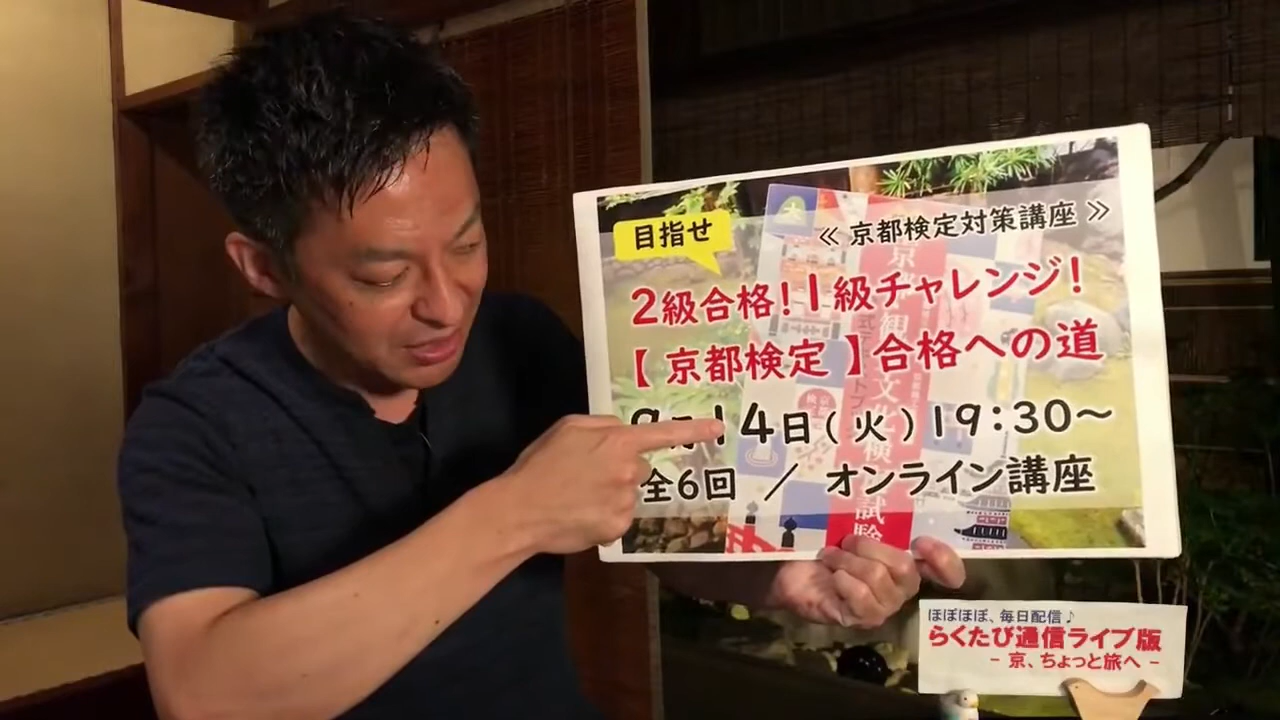 目指せ
≪ 京都検定対策講座 ≫
2級合格！1級チャレンジ！
【 京都検定 】合格への道
9月14日（火）19：30～
全6回 ／ オンライン講座
ほぼほぼ、毎日配信♪
らくたび通信ライブ版
- 京、ちょっと旅へ -